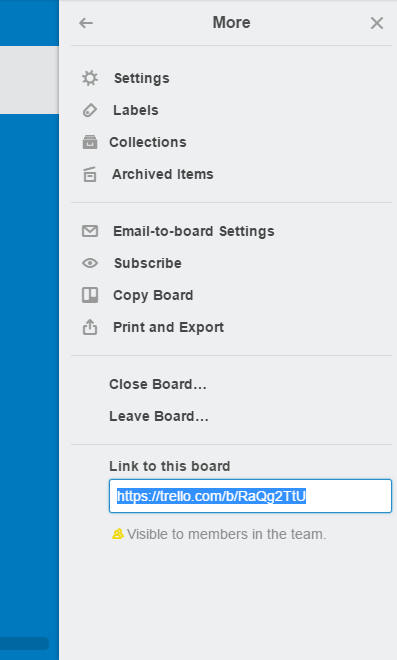 More
Settings
Labels
Collections
Archived Items
Email-to-board Settings
Subscribe
Copy Board
Print and Export
Close Board…
Leave Board…
Link to this board
https://trello.com/b/RaQg2TtU
Visible to members in the team.